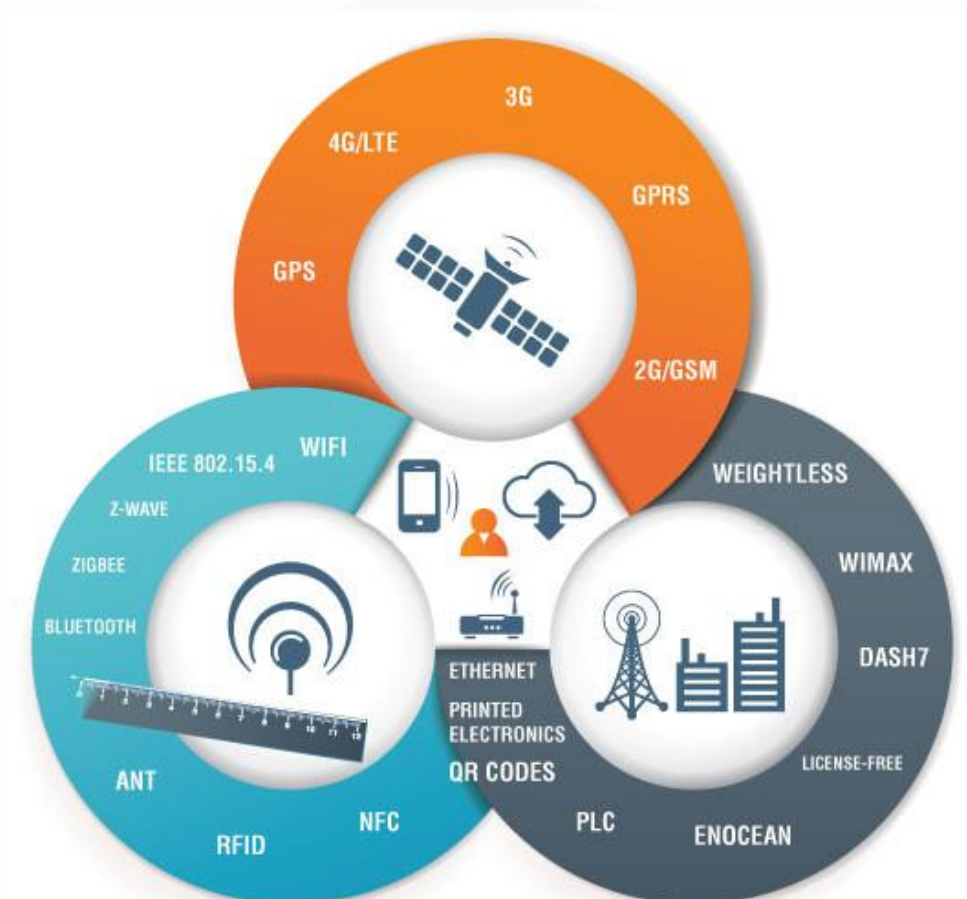 3G
4G/LTE
GPRS
GPS
2G/GSM
WIFI
IEEE 802.15.4
Z-WAVE
ZIGBEE
BLUETOOTH
ANT
RFID
NFC
WEIGHTLESS
WIMAX
DASH7
LICENSE-FREE
ENOCEAN
PLC
ETHERNET
PRINTED
ELECTRONICS
QR CODES